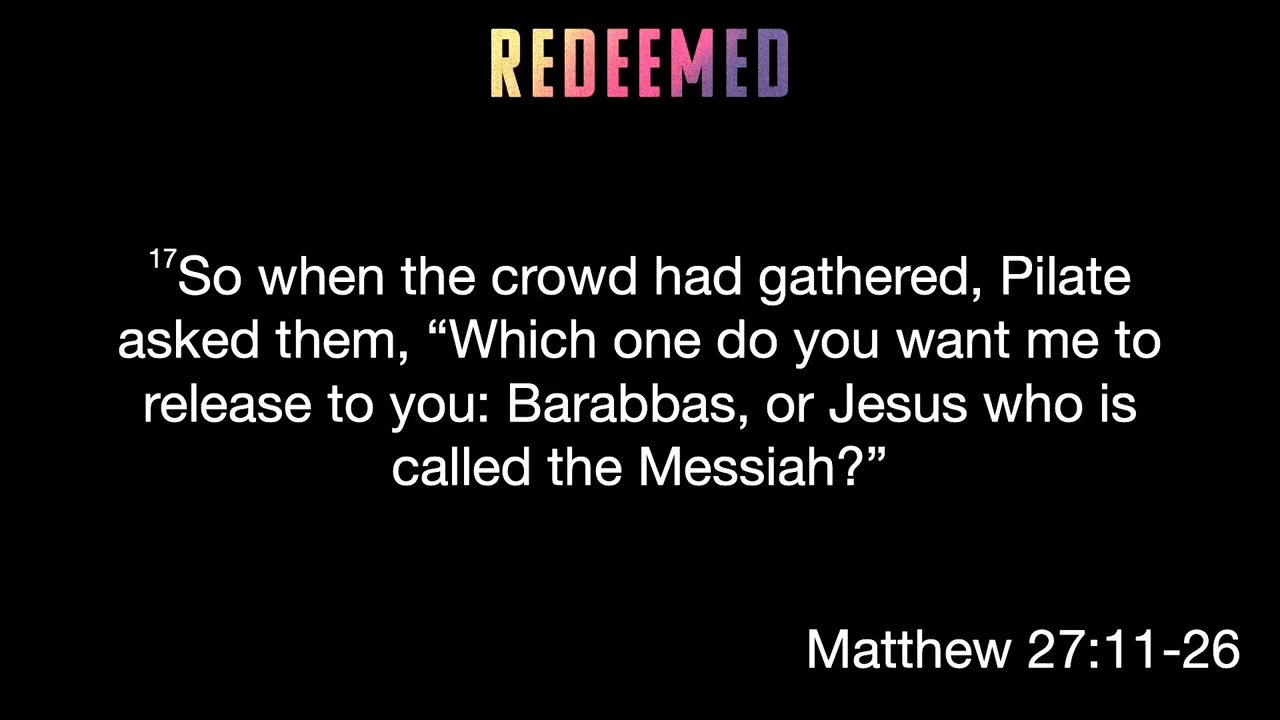 REDEEMED
17So when the crowd had gathered, Pilate
asked them, “Which one do you want me to
release to you: Barabbas, or Jesus who is
called the Messiah?”
Matthew 27:11-26